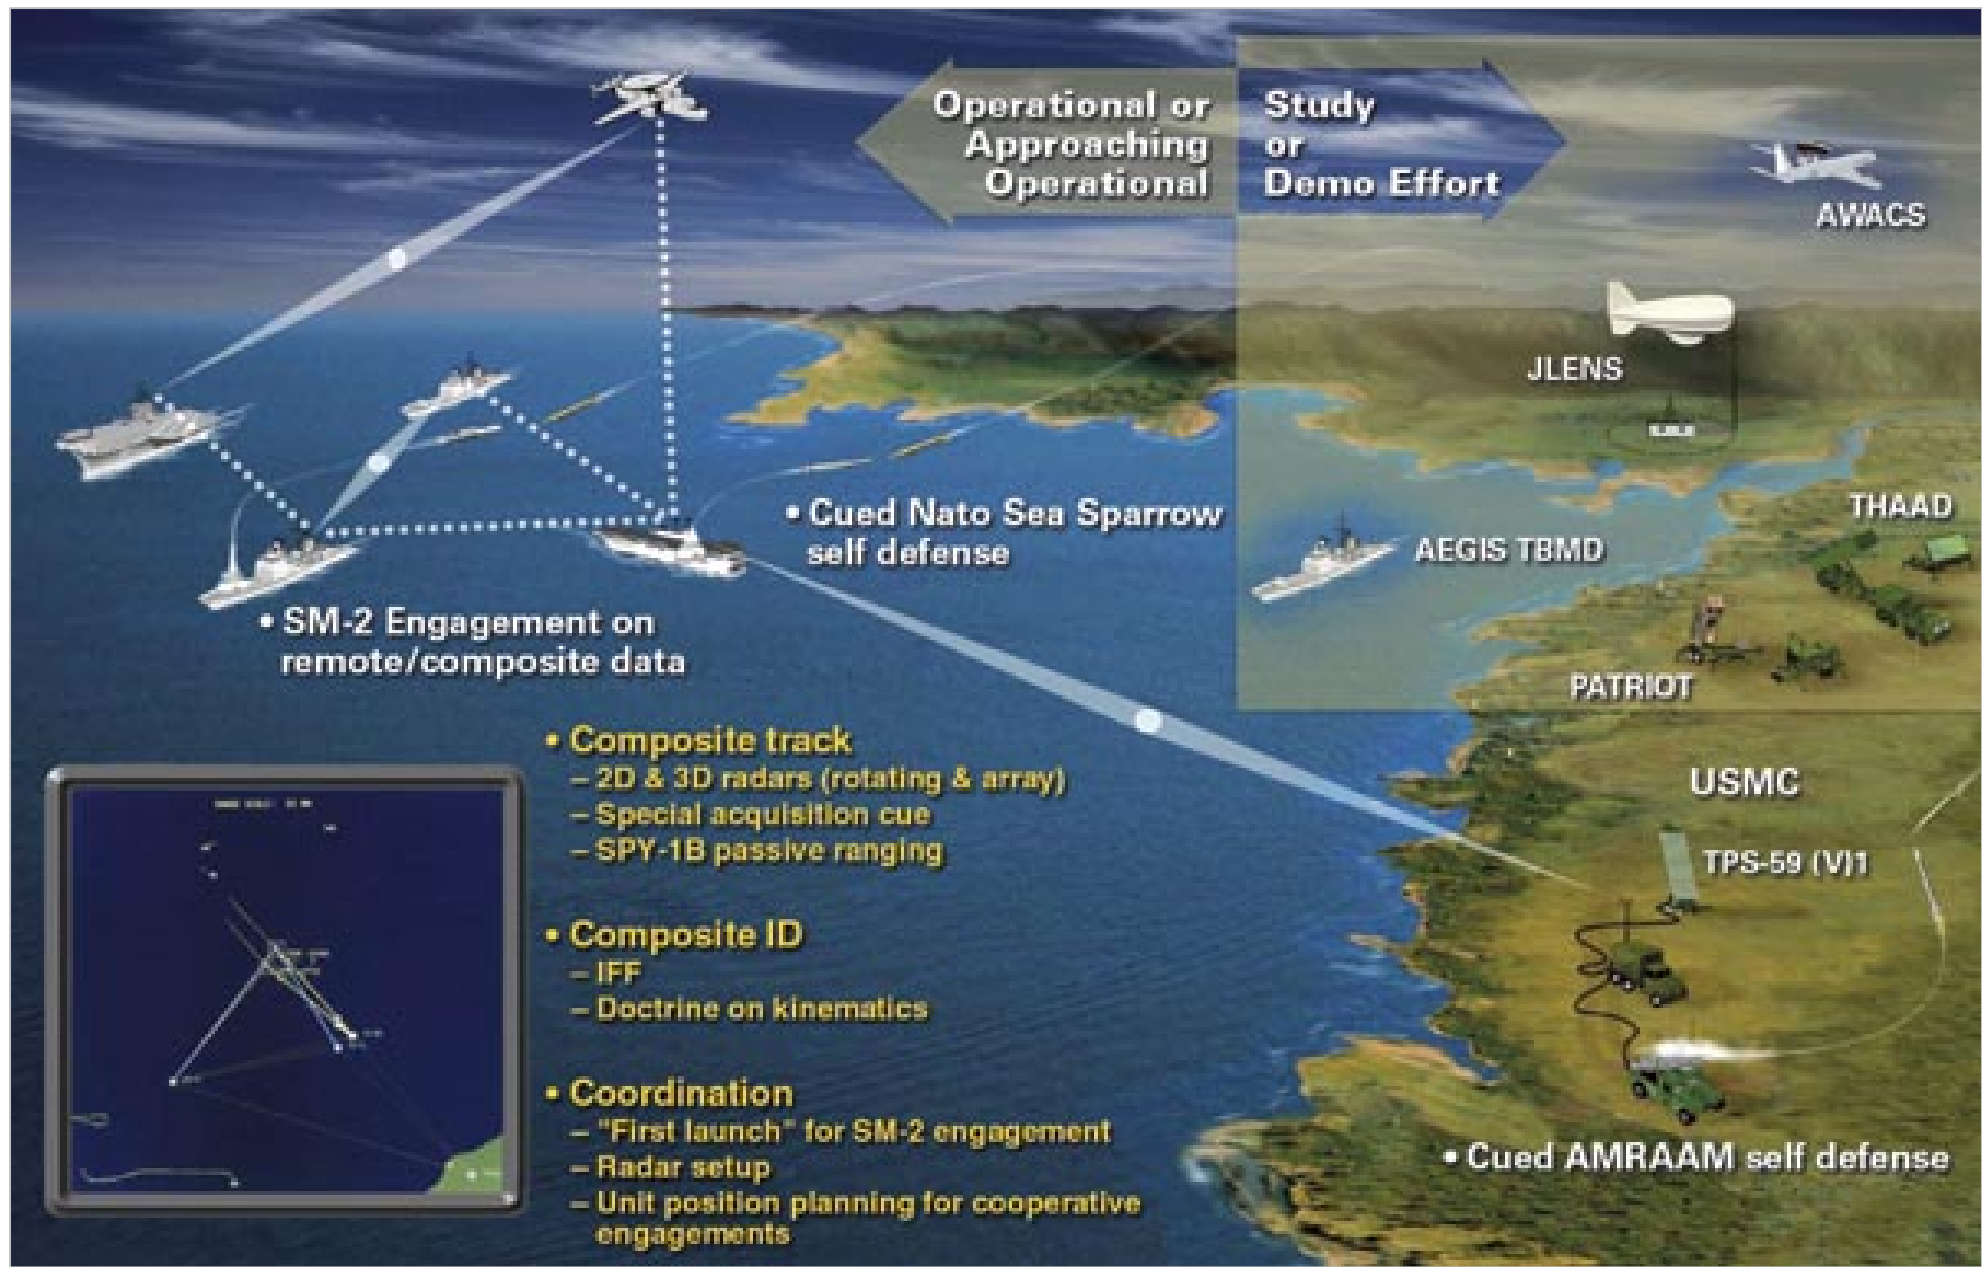 Operational or
Approaching
Operational
Study
or
Demo Effort
AWACS
JLENS
THAAD
• Cued Nato Sea Sparrow
self defense
AEGIS TBMD
• SM-2 Engagement on
remote/composite data
PATRIOT
• Composite track
– 2D & 3D radars (rotating & array)
– Special acquisition cue
– SPY-1B passive ranging
USMC
TPS-59 (V)1
• Composite ID
– IFF
– Doctrine on kinematics
• Coordination
– "First launch" for SM-2 engagement
– Radar setup
– Unit position planning for cooperative
engagements
• Cued AMRAAM self defense